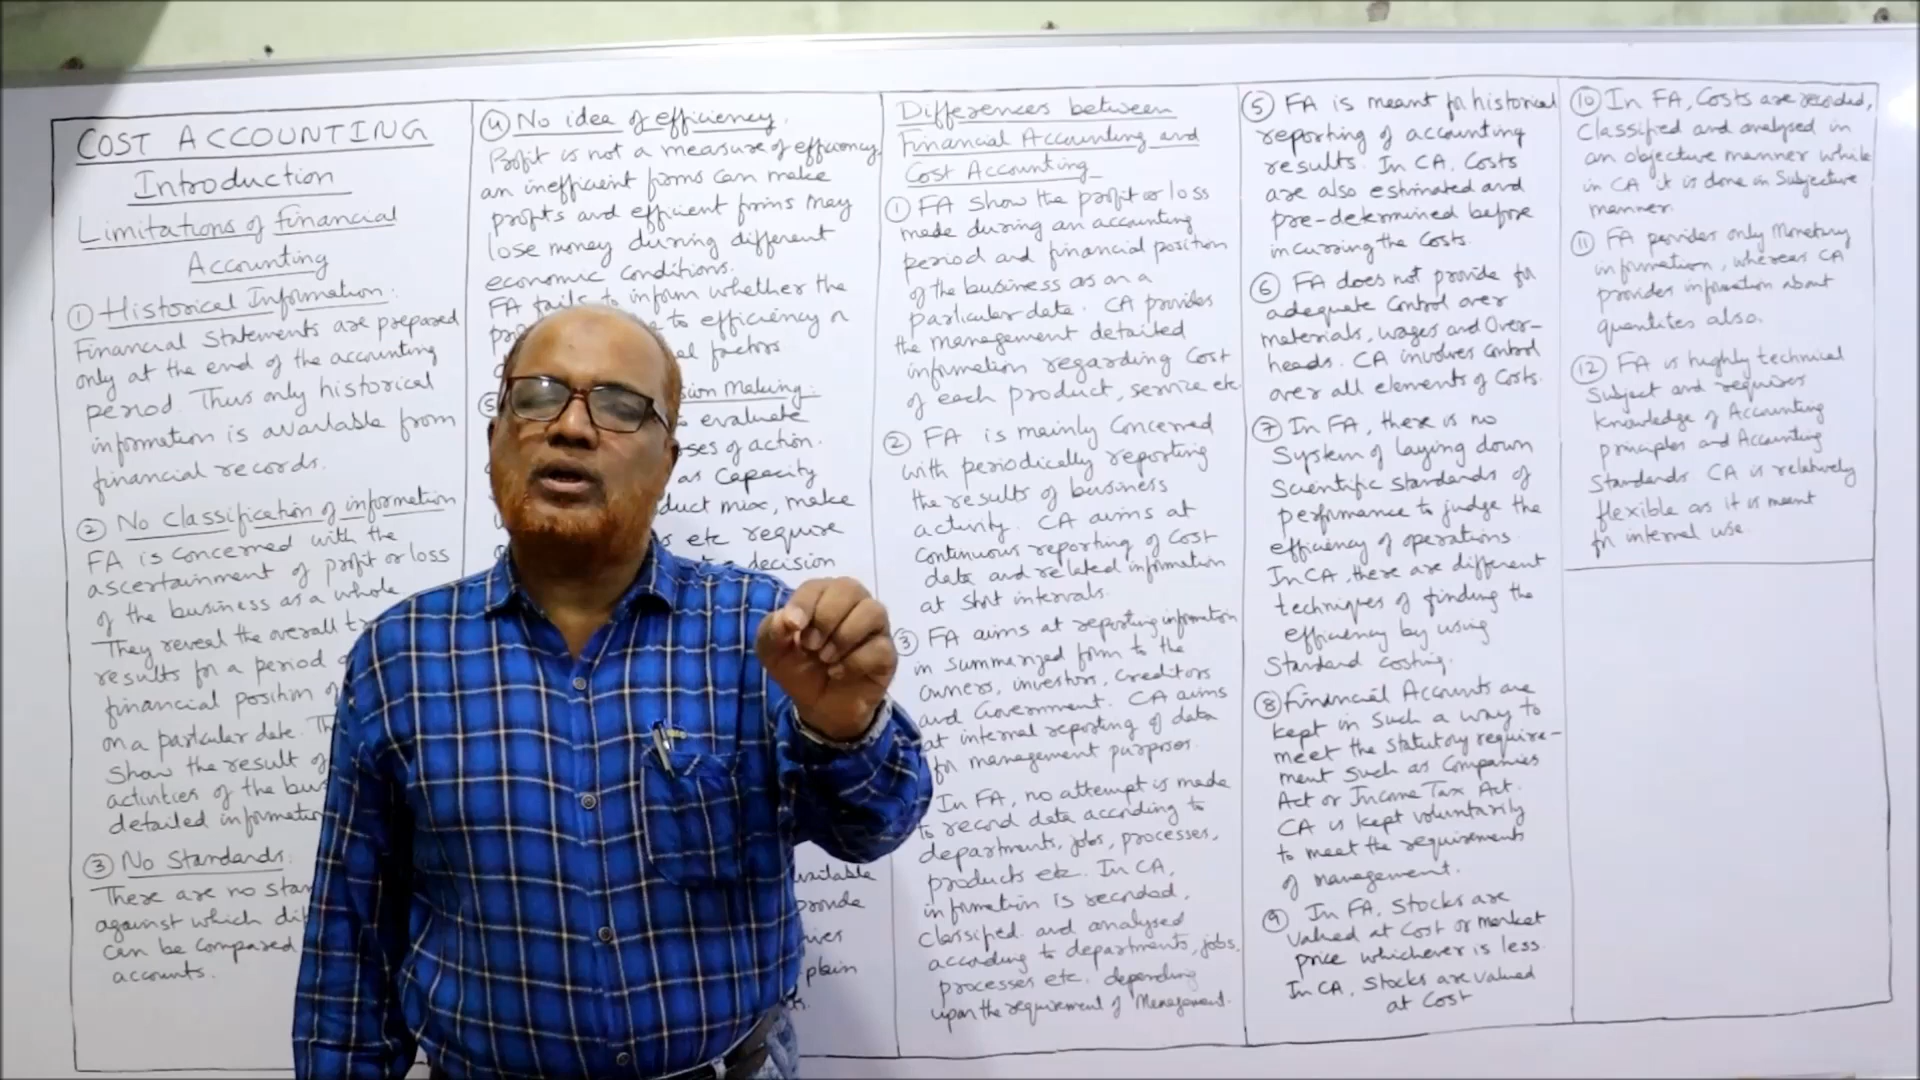 COST ACCOUNTING
Introduction
Limitations of Financial
Accounting
① Historical Information:
Financial Statements are prepared
only at the end of the accounting
period. Thus only historical
information is available from
financial records.
② No classification of information
FA is concerned with the
ascertainment of profit or loss
of the business as a whole
They reveal the overall
results for a period
financial position of
on a particular date.
Show the result of
activities of the
detailed information
③ No Standards:
There are no
against which
can be compared
accounts.
④ No idea of efficiency.
Profit is not a measure of efficiency
an inefficient firms can make
profits and efficient firms may
lose money during different
economic conditions.
FA fails to inform whether the
to efficiency or
factors.
Making:
evaluate
of action.
as Capacity
mix, make
etc require
decision
available
provide
plain
Differences between
Financial Accounting and
Cost Accounting
① FA show the profit or loss
made during an accounting
period and financial position
of the business as on a
particular date. CA provides
the management detailed
information regarding Cost
of each product, service etc.
② FA is mainly Concerned
with periodically reporting
the results of business
activity. CA aims at
Continuous reporting of Cost
data and related information
at short intervals.
③ FA aims at reporting information
in summarized form to the
owners, investors, creditors
and Government. CA aims
at internal reporting of data
for management purposes.
In FA, no attempt is made
to record data according to
departments, jobs, processes,
products etc. In CA,
information is recorded,
classified and analysed
according to departments, jobs,
processes etc. depending
upon the requirement of Management.
⑤ FA is meant for historical
reporting of accounting
results. In CA, Costs
are also estimated and
pre-determined before
incurring the Costs.
⑥ FA does not provide for
adequate Control over
materials, wages and Over-
heads. CA involves Control
over all elements of Costs.
⑦ In FA, there is no
System of laying down
Scientific standards of
performance to judge the
efficiency of operations.
In CA, there are different
techniques of finding the
efficiency by using
Standard Costing.
⑧ Financial Accounts are
kept in such a way to
meet the statutory require-
ment such as Companies
Act or Income Tax Act.
CA is kept voluntarily
to meet the requirements
of management.
⑨ In FA, Stocks are
valued at Cost or market
price whichever is less.
In CA, Stocks are valued
at Cost
⑩ In FA, Costs are recorded,
Classified and analysed in
an objective manner while
in CA it is done in Subjective
manner.
⑪ FA provides only Monetary
information, whereas CA
provides information about
quantites also.
⑫ FA is highly technical
Subject and requires
knowledge of Accounting
principles and Accounting
Standards CA is relatively
flexible as it is meant
for internal use